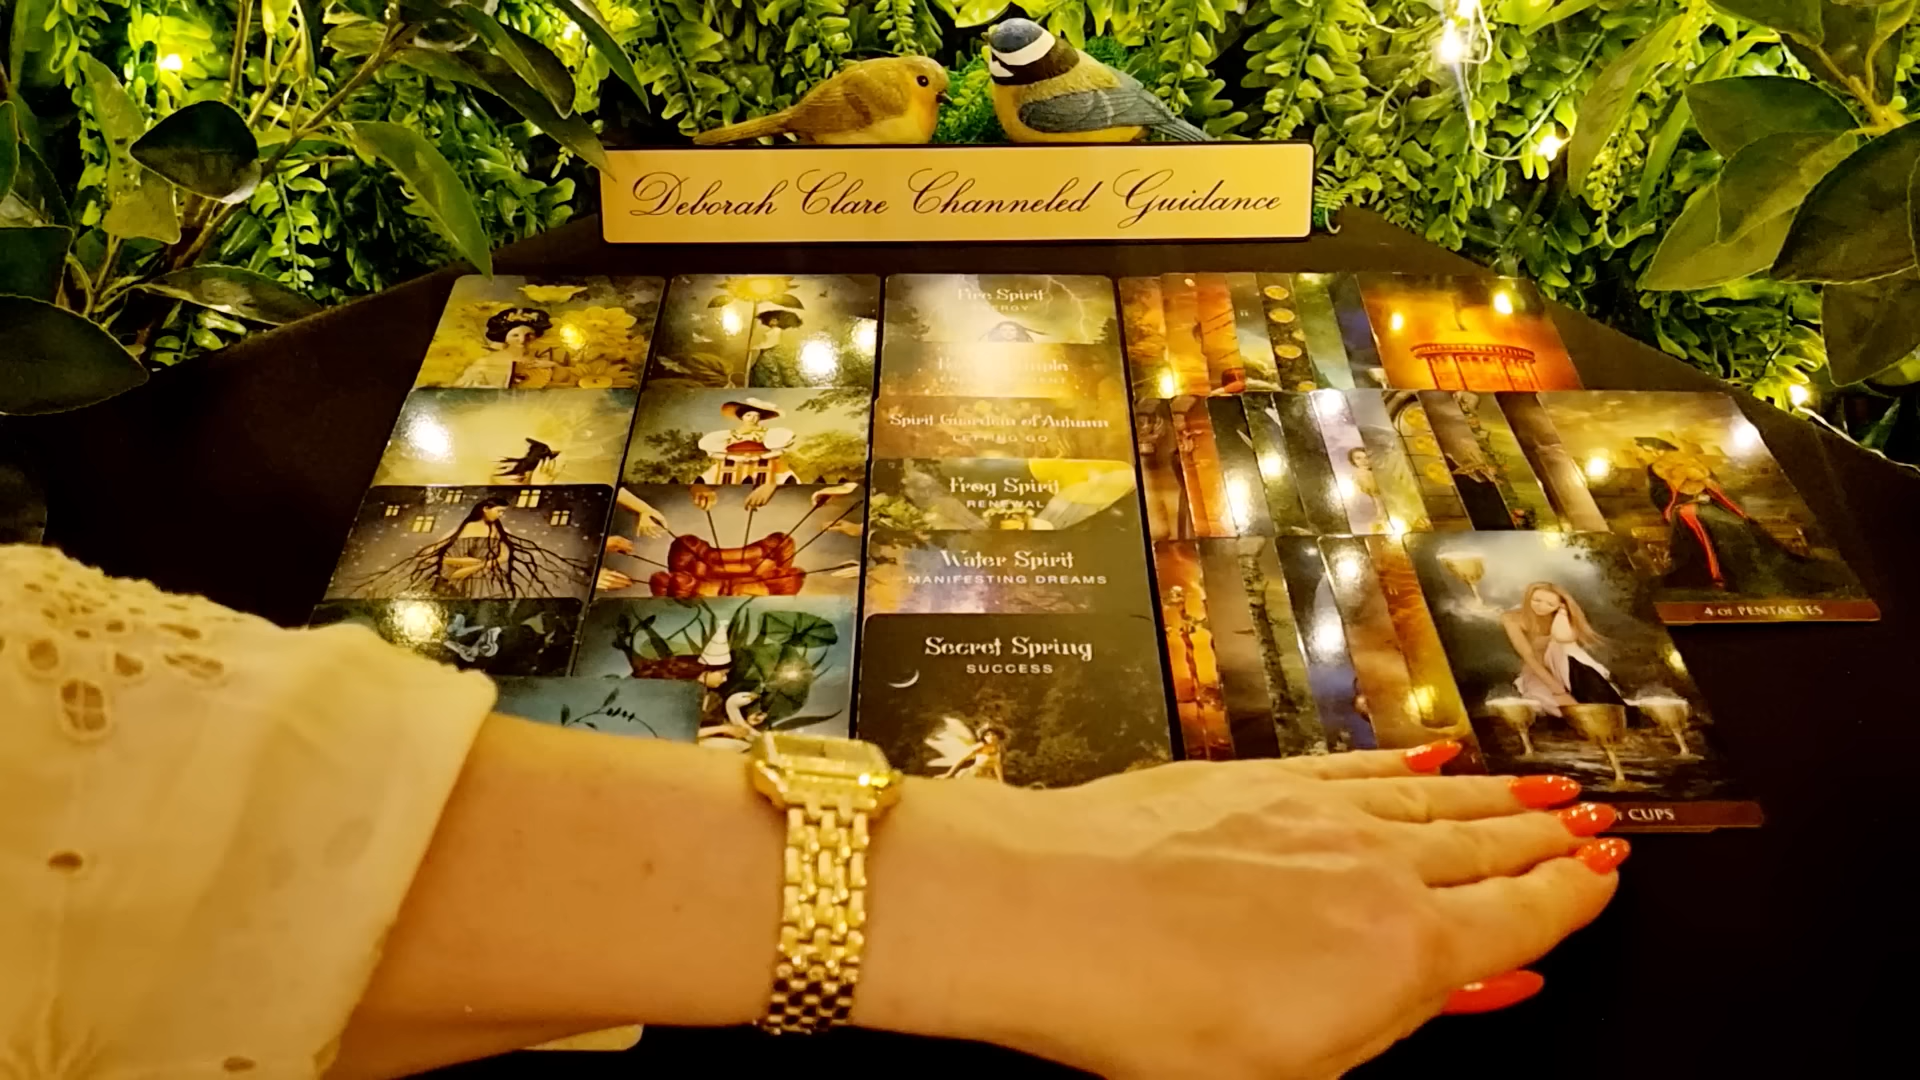 Deborah Clare Channeled Guidance
Fire Spirit
Spirit Guardian of Autumn
LETTING GO
Frog Spirit
RENEWAL
Water Spirit
MANIFESTING DREAMS
Secret Spring
SUCCESS
4 OF PENTACLES
CUPS